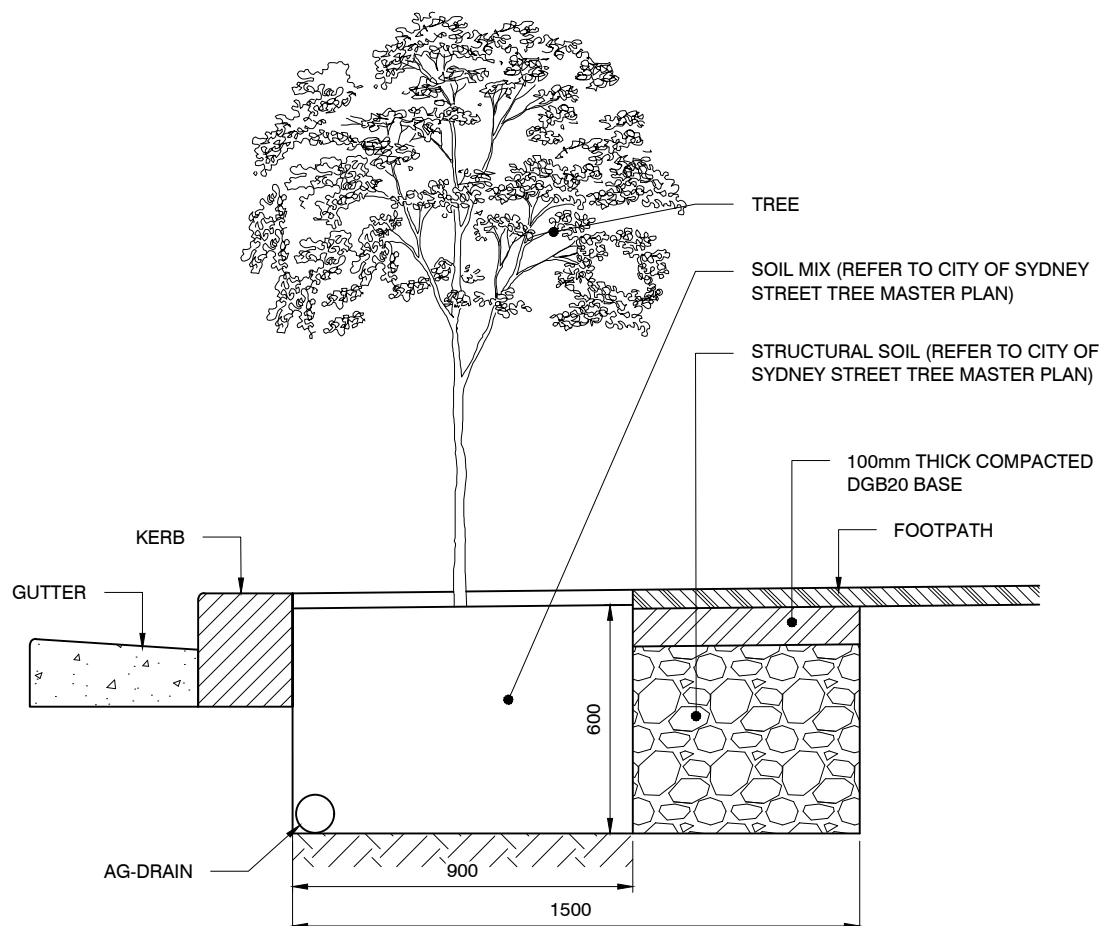 TREE
SOIL MIX (REFER TO CITY OF SYDNEY
STREET TREE MASTER PLAN)
STRUCTURAL SOIL (REFER TO CITY OF
SYDNEY STREET TREE MASTER PLAN)
100mm THICK COMPACTED
DGB20 BASE
FOOTPATH
KERB
GUTTER
600
AG-DRAIN
900
1500